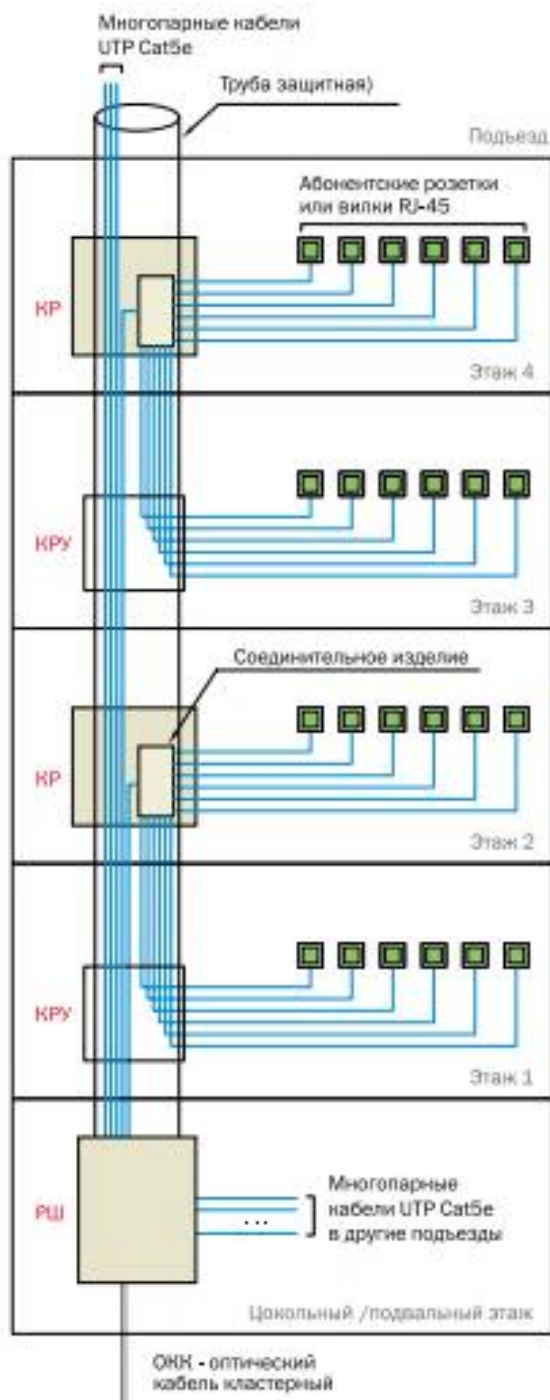 Многопарные кабели
UTP Cat5e
Труба защитная)
Подъезд
Абонентские розетки
или вилки RJ-45
КР
Этаж 4
КРУ
Этаж 3
Соединительное изделие
КР
Этаж 2
КРУ
Этаж 1
РШ
Многопарные
кабели UTP Cat5e
в другие подъезды
...
Цокольный /подвальный этаж
ОКК - оптический
кабель кластерный